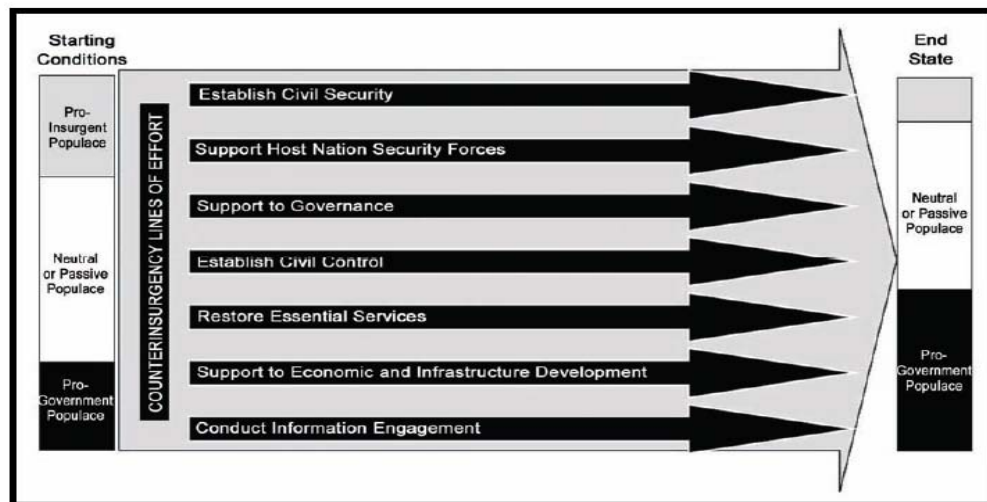 Starting
Conditions
Pro-
Insurgent
Populace
Neutral
or Passive
Populace
Pro-
Government
Populace
COUNTERINSURGENCY LINES OF EFFORT
Establish Civil Security
Support Host Nation Security Forces
Support to Governance
Establish Civil Control
Restore Essential Services
Support to Economic and Infrastructure Development
Conduct Information Engagement
End
State
Neutral
or Passive
Populace
Pro-
Government
Populace